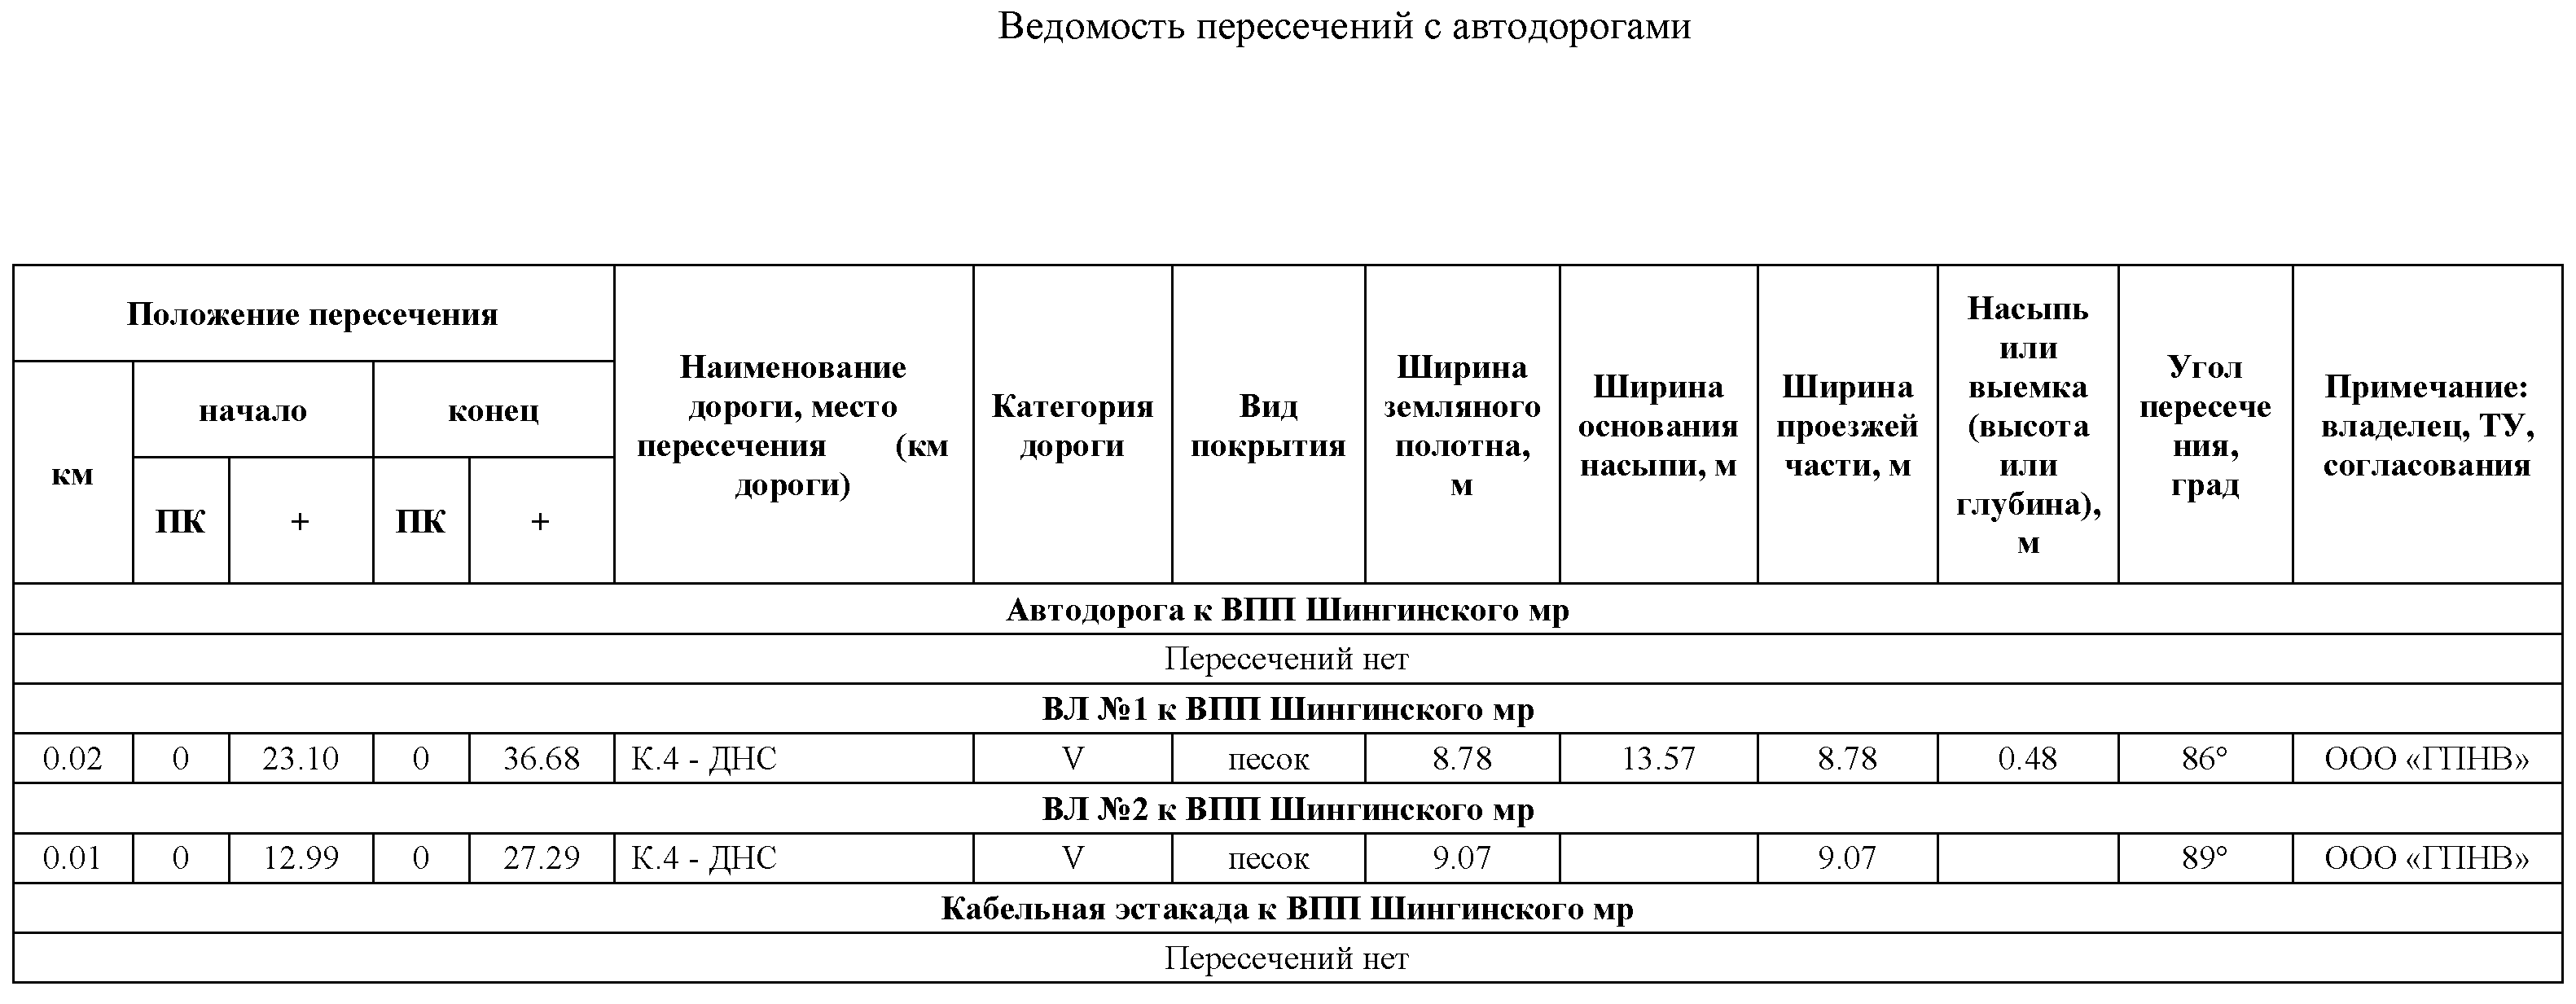 Ведомость пересечений с автодорогами
Положение пересечения
км
начало
конец
ПК
+
ПК
+
Наименование
дороги, место
пересечения (км
дороги)
Категория
дороги
Вид
покрытия
Ширина
земляного
полотна,
м
Ширина
основания
насыпи, м
Ширина
проезжей
части, м
Насыпь
или
выемка
(высота
или
глубина),
м
Угол
пересече
ния,
град
Примечание:
владелец, ТУ,
согласования
Автодорога к ВПП Шингинского мр
Пересечений нет
ВЛ №1 к ВПП Шингинского мр
0.02 0 23.10 0 36.68 К.4 - ДНС V песок 8.78 13.57 8.78 0.48 86° ООО «ГПНВ»
ВЛ №2 к ВПП Шингинского мр
0.01 0 12.99 0 27.29 К.4 - ДНС V песок 9.07 9.07 89° ООО «ГПНВ»
Кабельная эстакада к ВПП Шингинского мр
Пересечений нет